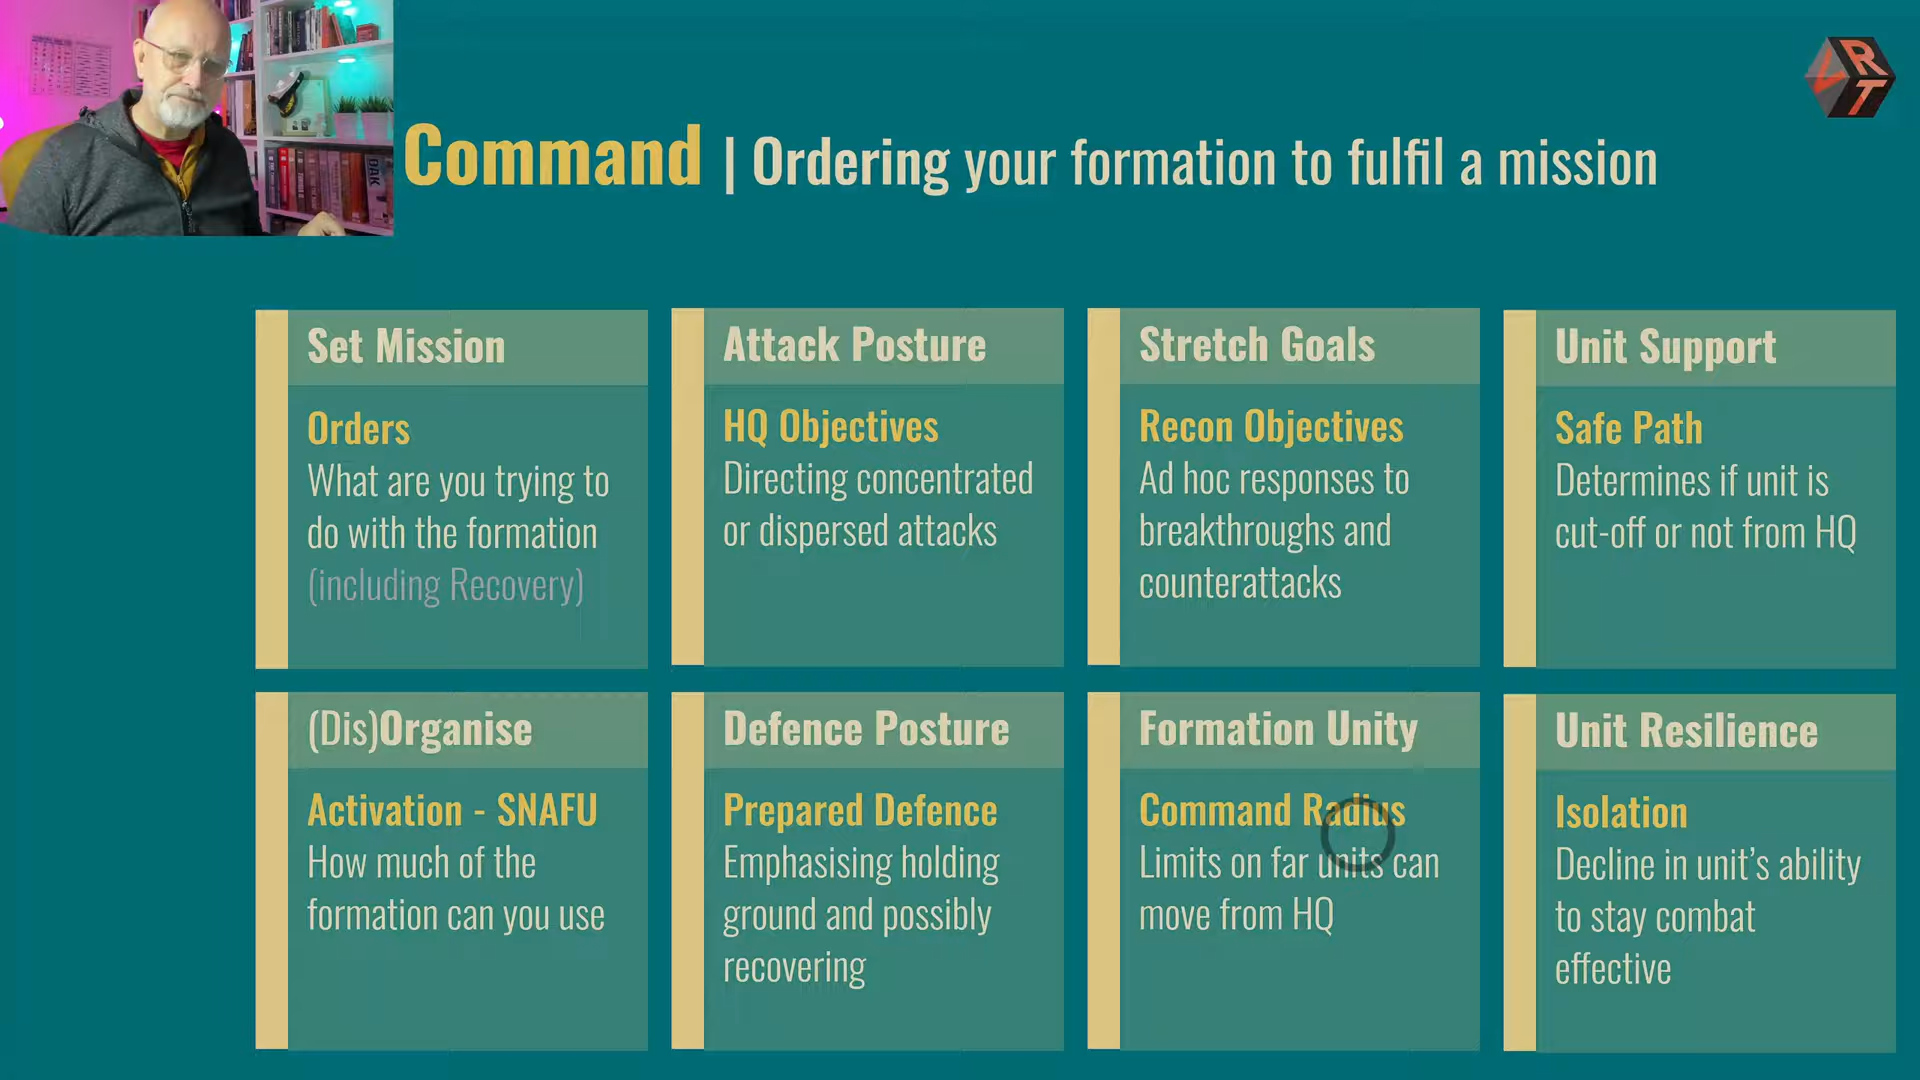 RT
Command | Ordering your formation to fulfil a mission
Set Mission
Orders
What are you trying to
do with the formation
(including Recovery)
Attack Posture
HQ Objectives
Directing concentrated
or dispersed attacks
Stretch Goals
Recon Objectives
Ad hoc responses to
breakthroughs and
counterattacks
Unit Support
Safe Path
Determines if unit is
cut-off or not from HQ
(Dis)Organise
Activation - SNAFU
How much of the
formation can you use
Defence Posture
Prepared Defence
Emphasising holding
ground and possibly
recovering
Formation Unity
Command Radius
Limits on far units can
move from HQ
Unit Resilience
Isolation
Decline in unit's ability
to stay combat
effective